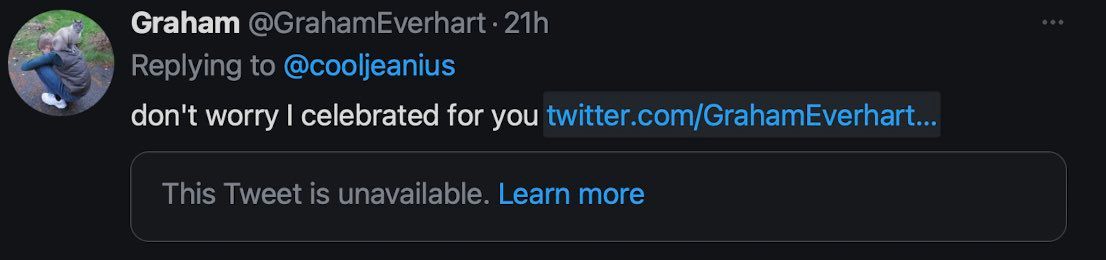 Graham @GrahamEverhart · 21h
Replying to @cooljeanius
don't worry I celebrated for you twitter.com/GrahamEverhart...
This Tweet is unavailable. Learn more